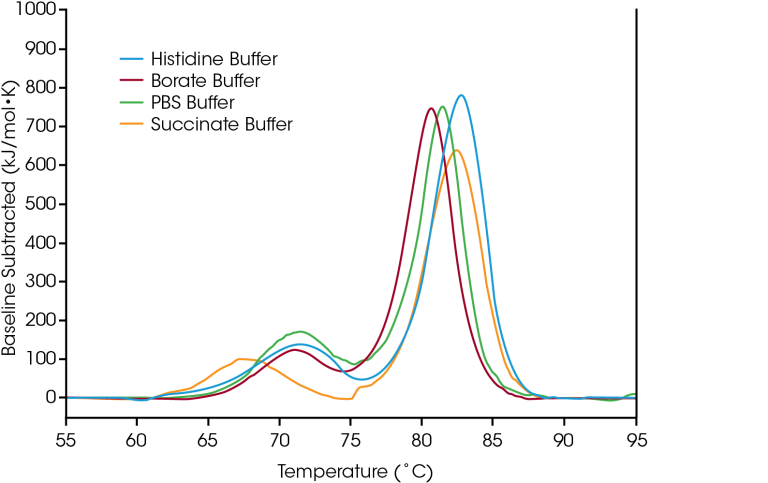 1000
900
800
700
600
500
400
300
200
100
0
Baseline Subtracted (kJ/mol•K)
Histidine Buffer
Borate Buffer
PBS Buffer
Succinate Buffer
55 60 65 70 75 80 85 90 95
Temperature (˚C)